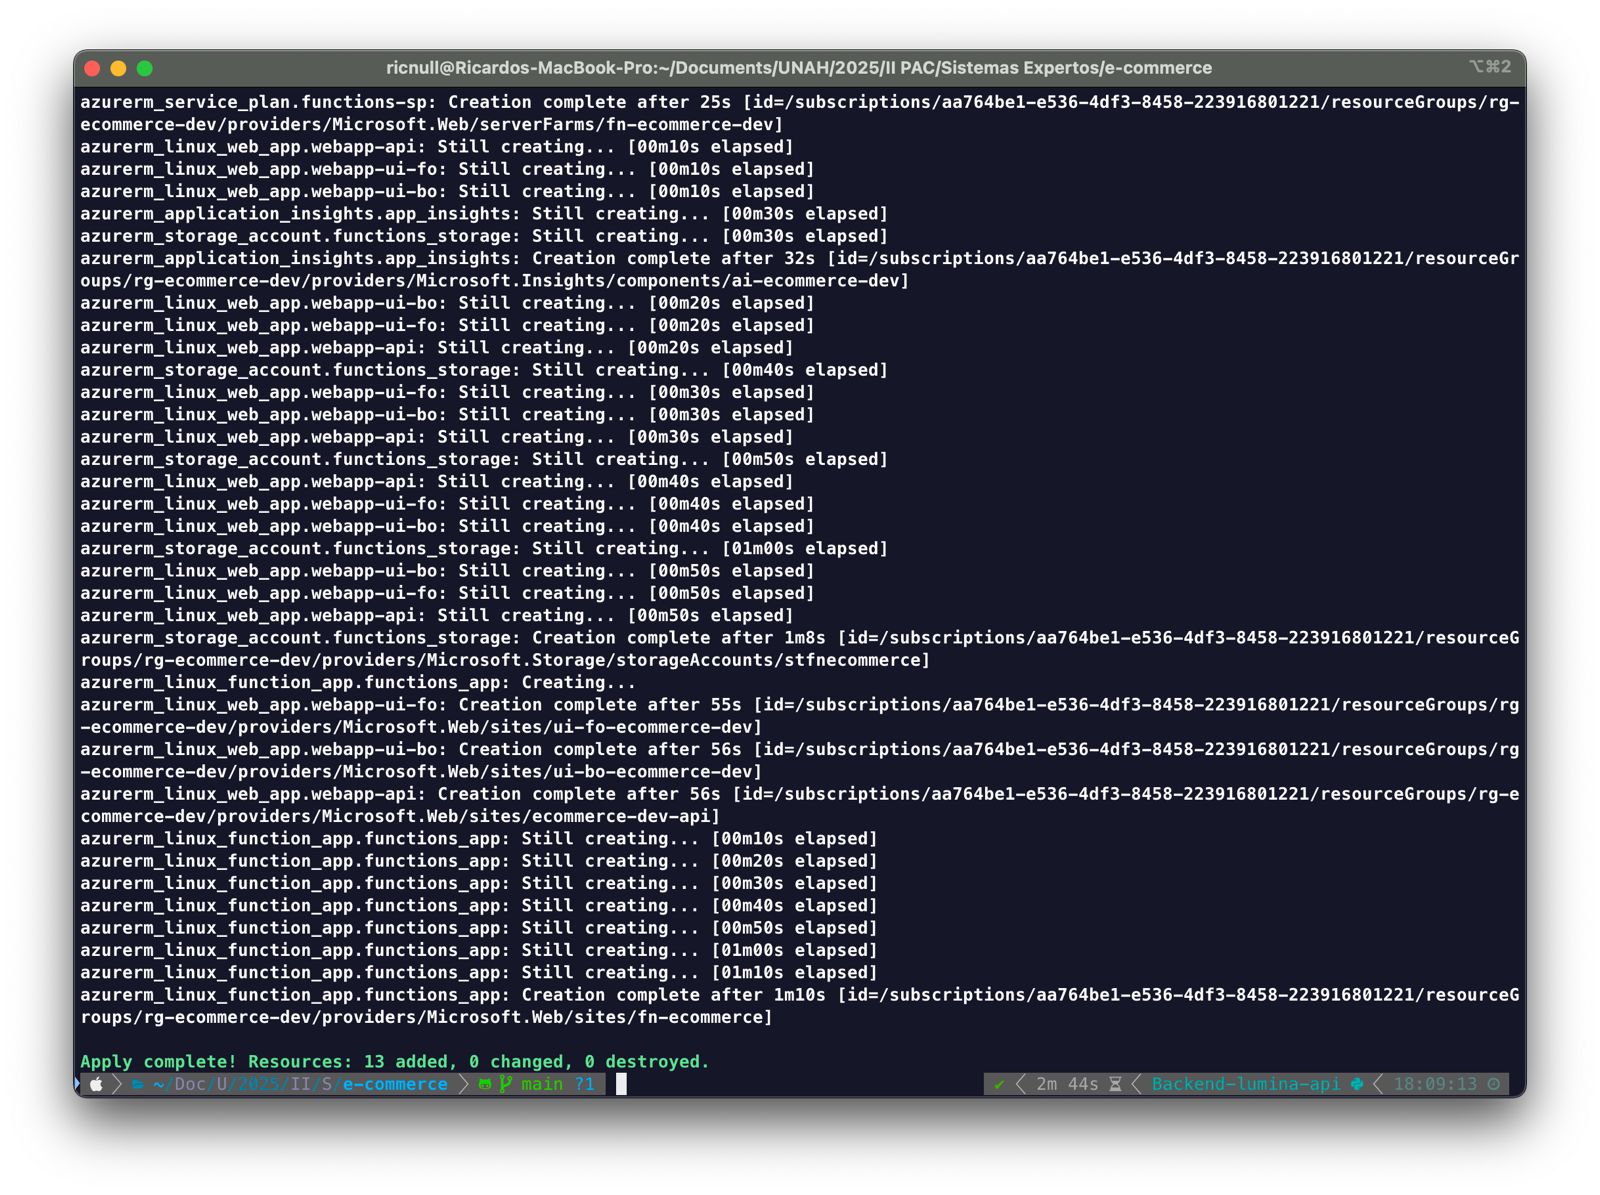 ricnull@Ricardos-MacBook-Pro:~/Documents/UNAH/2025/II PAC/Sistemas Expertos/e-commerce
⌥⌘2
azurerm_service_plan.functions-sp: Creation complete after 25s [id=/subscriptions/aa764be1-e536-4df3-8458-223916801221/resourceGroups/rg-
ecommerce-dev/providers/Microsoft.Web/serverFarms/fn-ecommerce-dev]
azurerm_linux_web_app.webapp-api: Still creating... [00m10s elapsed]
azurerm_linux_web_app.webapp-ui-fo: Still creating... [00m10s elapsed]
azurerm_linux_web_app.webapp-ui-bo: Still creating... [00m10s elapsed]
azurerm_application_insights.app_insights: Still creating... [00m30s elapsed]
azurerm_storage_account.functions_storage: Still creating... [00m30s elapsed]
azurerm_application_insights.app_insights: Creation complete after 32s [id=/subscriptions/aa764be1-e536-4df3-8458-223916801221/resourceGr
oups/rg-ecommerce-dev/providers/Microsoft.Insights/components/ai-ecommerce-dev]
azurerm_linux_web_app.webapp-ui-bo: Still creating... [00m20s elapsed]
azurerm_linux_web_app.webapp-ui-fo: Still creating... [00m20s elapsed]
azurerm_linux_web_app.webapp-api: Still creating... [00m20s elapsed]
azurerm_storage_account.functions_storage: Still creating... [00m40s elapsed]
azurerm_linux_web_app.webapp-ui-fo: Still creating... [00m30s elapsed]
azurerm_linux_web_app.webapp-ui-bo: Still creating... [00m30s elapsed]
azurerm_linux_web_app.webapp-api: Still creating... [00m30s elapsed]
azurerm_storage_account.functions_storage: Still creating... [00m50s elapsed]
azurerm_linux_web_app.webapp-api: Still creating... [00m40s elapsed]
azurerm_linux_web_app.webapp-ui-fo: Still creating... [00m40s elapsed]
azurerm_linux_web_app.webapp-ui-bo: Still creating... [00m40s elapsed]
azurerm_storage_account.functions_storage: Still creating... [01m00s elapsed]
azurerm_linux_web_app.webapp-ui-bo: Still creating... [00m50s elapsed]
azurerm_linux_web_app.webapp-ui-fo: Still creating... [00m50s elapsed]
azurerm_linux_web_app.webapp-api: Still creating... [00m50s elapsed]
azurerm_storage_account.functions_storage: Creation complete after 1m8s [id=/subscriptions/aa764be1-e536-4df3-8458-223916801221/resourceG
roups/rg-ecommerce-dev/providers/Microsoft.Storage/storageAccounts/stfnecommerce]
azurerm_linux_function_app.functions_app: Creating...
azurerm_linux_web_app.webapp-ui-fo: Creation complete after 55s [id=/subscriptions/aa764be1-e536-4df3-8458-223916801221/resourceGroups/rg
-ecommerce-dev/providers/Microsoft.Web/sites/ui-fo-ecommerce-dev]
azurerm_linux_web_app.webapp-ui-bo: Creation complete after 56s [id=/subscriptions/aa764be1-e536-4df3-8458-223916801221/resourceGroups/rg
-ecommerce-dev/providers/Microsoft.Web/sites/ui-bo-ecommerce-dev]
azurerm_linux_web_app.webapp-api: Creation complete after 56s [id=/subscriptions/aa764be1-e536-4df3-8458-223916801221/resourceGroups/rg-e
commerce-dev/providers/Microsoft.Web/sites/ecommerce-dev-api]
azurerm_linux_function_app.functions_app: Still creating... [00m10s elapsed]
azurerm_linux_function_app.functions_app: Still creating... [00m20s elapsed]
azurerm_linux_function_app.functions_app: Still creating... [00m30s elapsed]
azurerm_linux_function_app.functions_app: Still creating... [00m40s elapsed]
azurerm_linux_function_app.functions_app: Still creating... [00m50s elapsed]
azurerm_linux_function_app.functions_app: Still creating... [01m00s elapsed]
azurerm_linux_function_app.functions_app: Still creating... [01m10s elapsed]
azurerm_linux_function_app.functions_app: Creation complete after 1m10s [id=/subscriptions/aa764be1-e536-4df3-8458-223916801221/resourceG
roups/rg-ecommerce-dev/providers/Microsoft.Web/sites/fn-ecommerce]
Apply complete! Resources: 13 added, 0 changed, 0 destroyed.
~/Doc/U/2025/II/S/e-commerce main ?1 ✔ 2m 44s Backend-lumina-api 18:09:13